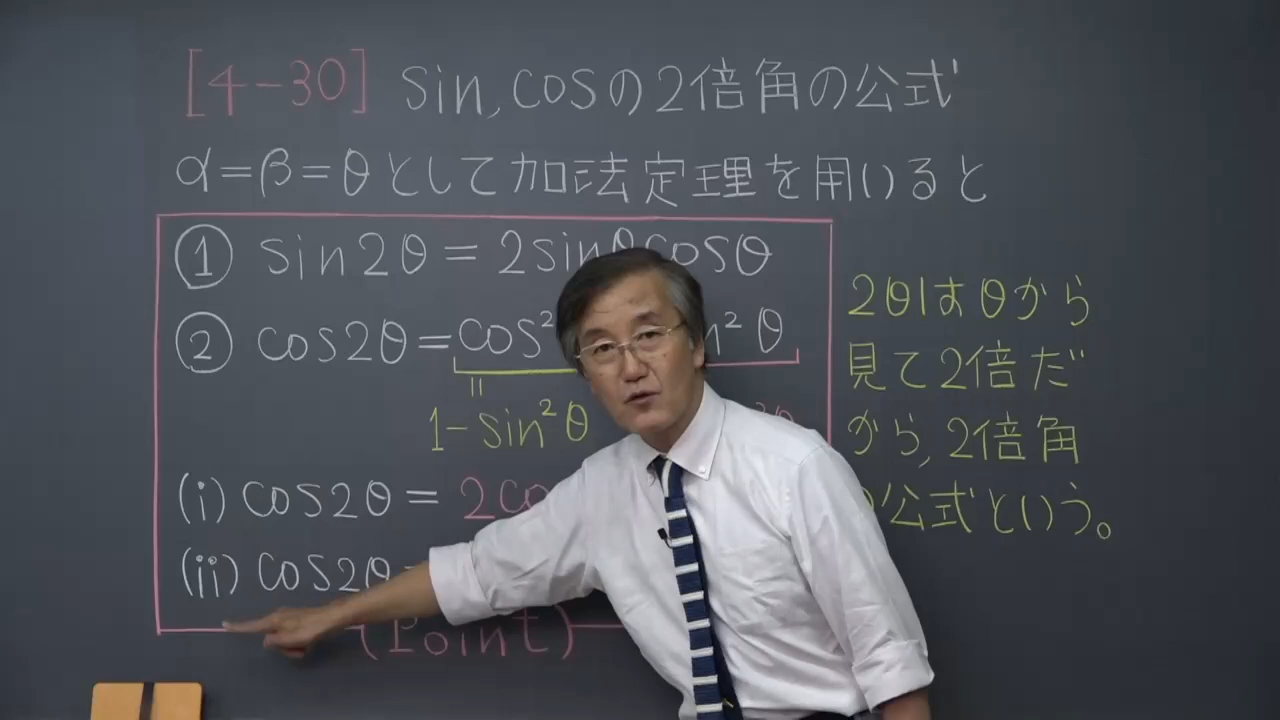 [4-30] sin, cosの2倍角の公式
α=β=θとして加法定理を用いると
① sin2θ = 2sinθcosθ
② cos2θ=cos² n²θ
=
1-sin²θ
(i) cos2θ = 2co
(ii) cos2θ
(Point)
2θはθから
見て2倍だ
から,2倍角
公式という。